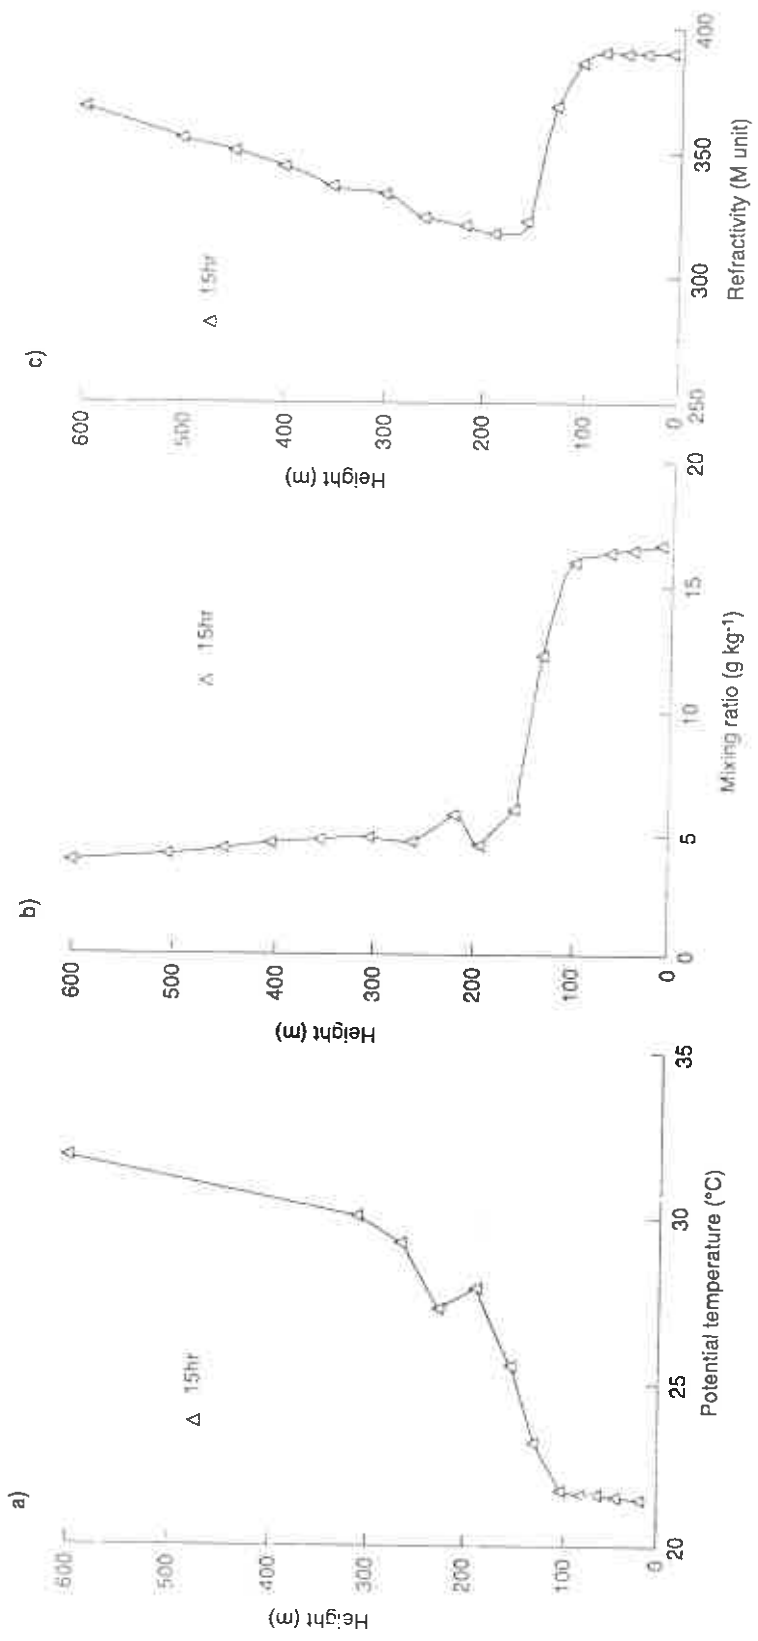 a)
600
500
400
300
200
100
0
Height (m)
△ 15hr
20
25
30
35
Potential temperature (°C)
b)
600
500
400
300
200
100
0
Height (m)
△ 15hr
0
5
10
15
20
Mixing ratio (g kg⁻¹)
c)
600
500
400
300
200
100
0
Height (m)
△ 15hr
250
300
350
400
Refractivity (M unit)